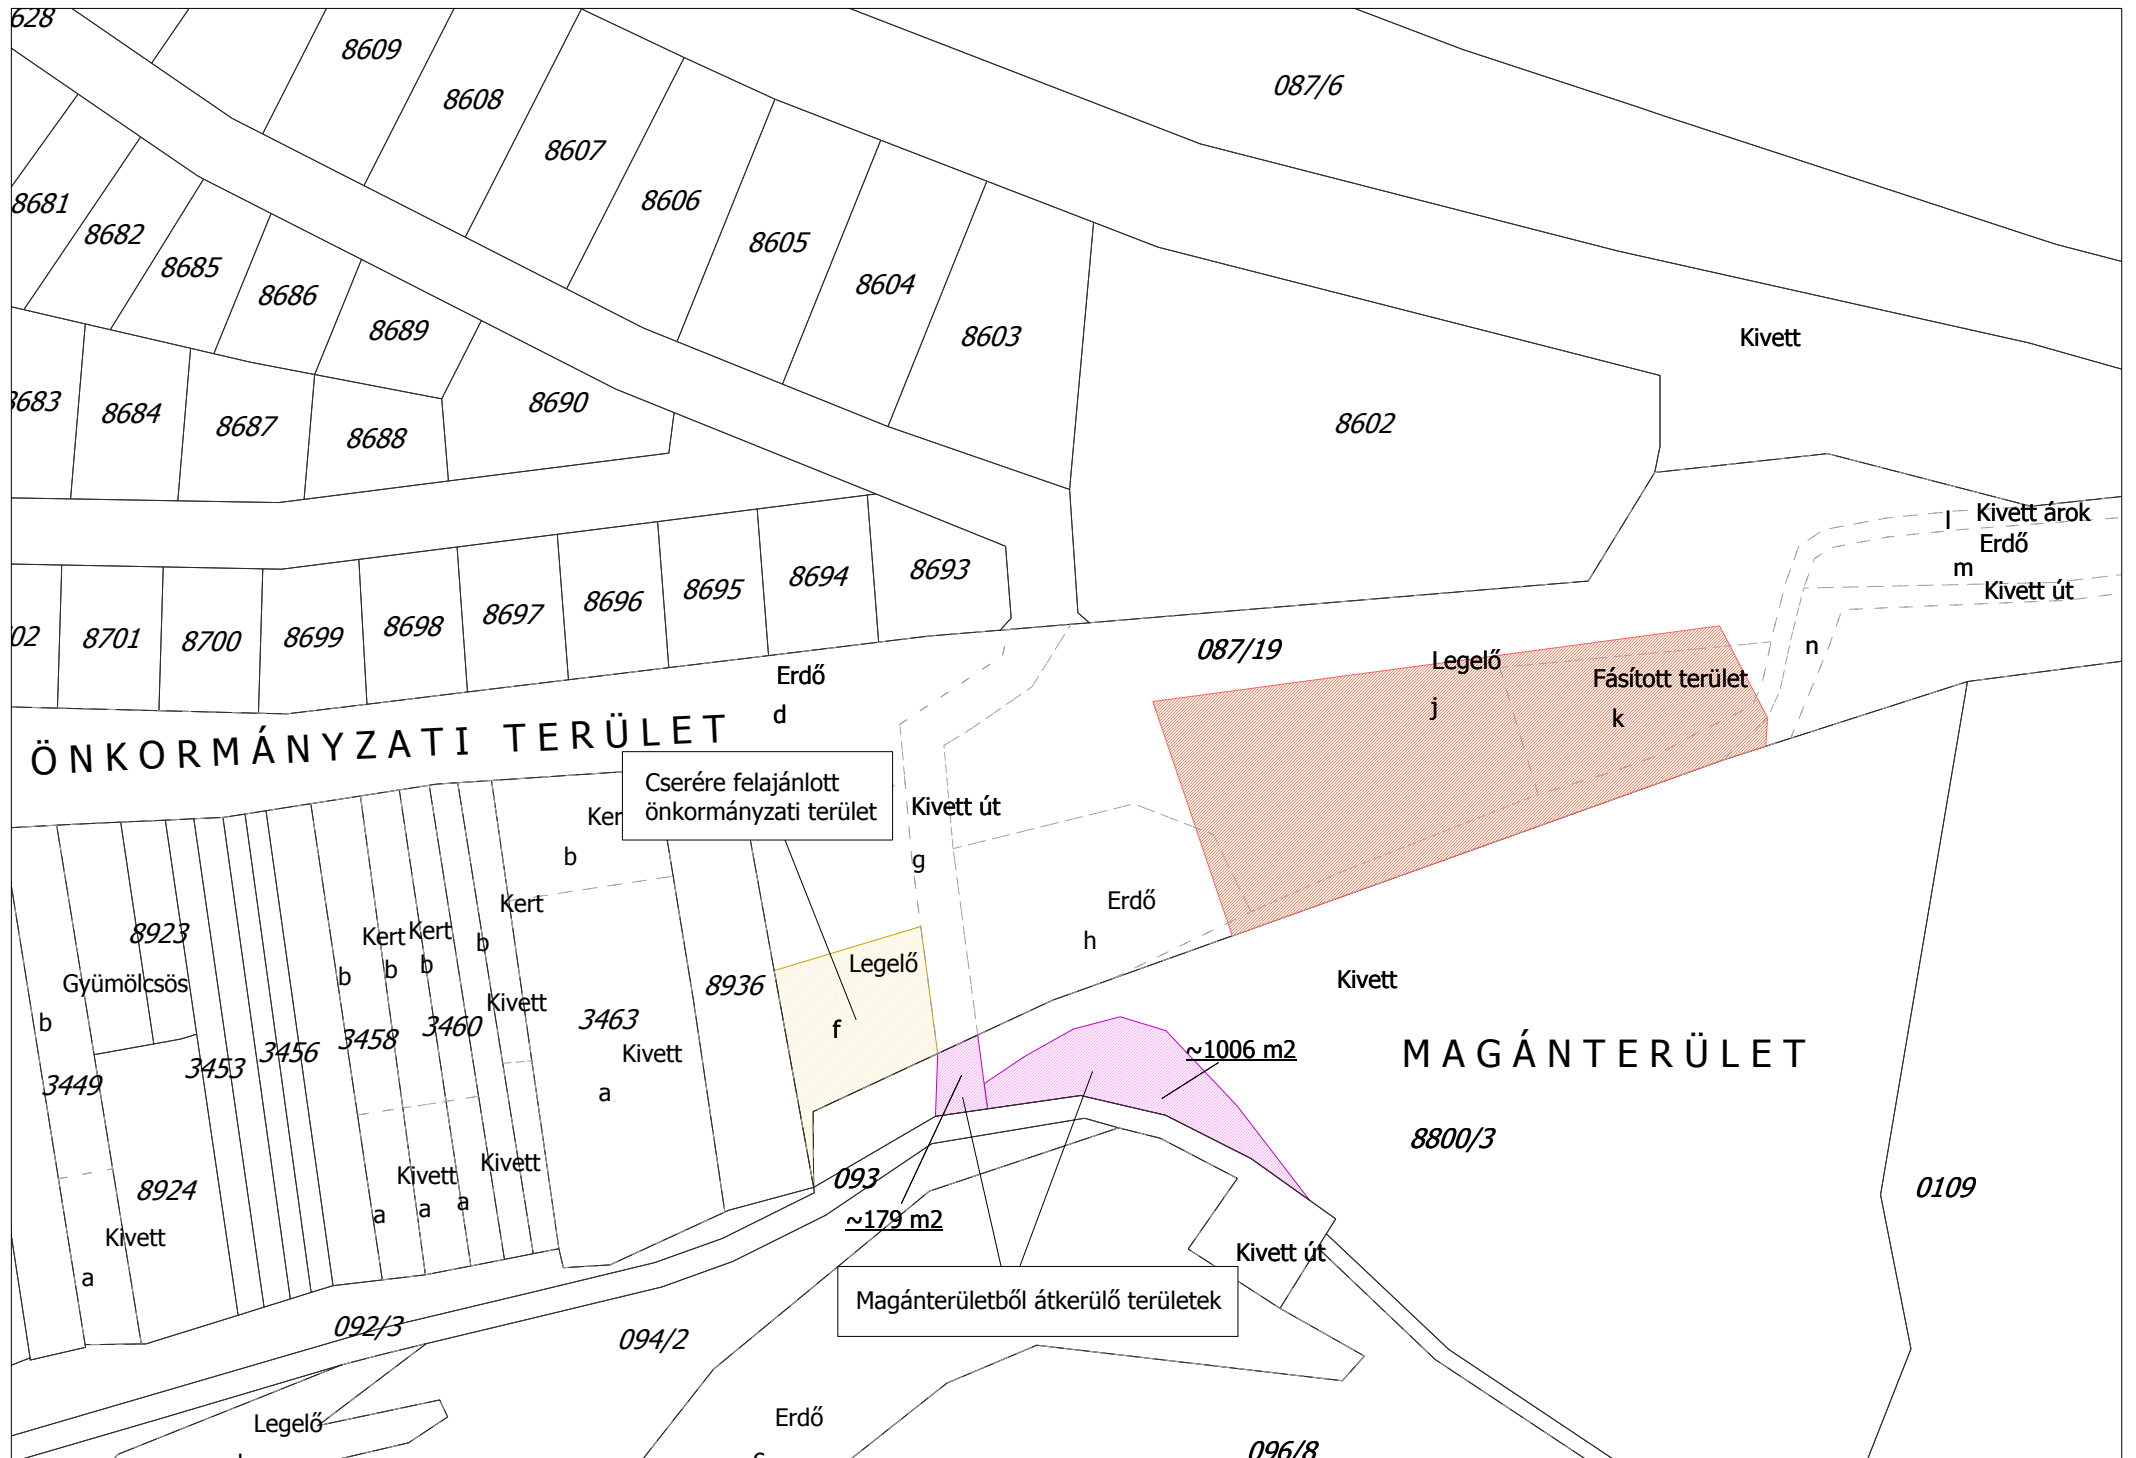 628
8609
087/6
8608
8607
8606
8681
8682
8605
8685
8604
8686
8689
8603
Kivett
8683
8684
8690
8687
8688
8602
Kivett árok
l
Erdő
m
Kivett út
8693
8694
8695
8696
8697
8698
8699
8700
8701
02
087/19
n
Legelő
Fásított terület
j
k
Erdő
d
ÖNKORMÁNYZATI TERÜLET
Cserére felajánlott
önkormányzati terület
Kivett út
g
Ker
b
Kert
Erdő
h
8923
Kert
Kert
b
b
b
b
Gyümölcsös
Legelő
8936
Kivett
Kivett
b
3463
f
3460
3458
3456
3453
3449
Kivett
~1006 m2
MAGÁNTERÜLET
a
8800/3
8924
Kivett
Kivett
093
0109
a
a
a
~179 m2
Kivett
Kivett út
a
Magánterületből átkerülő területek
092/3
094/2
Legelő
Erdő
096/8